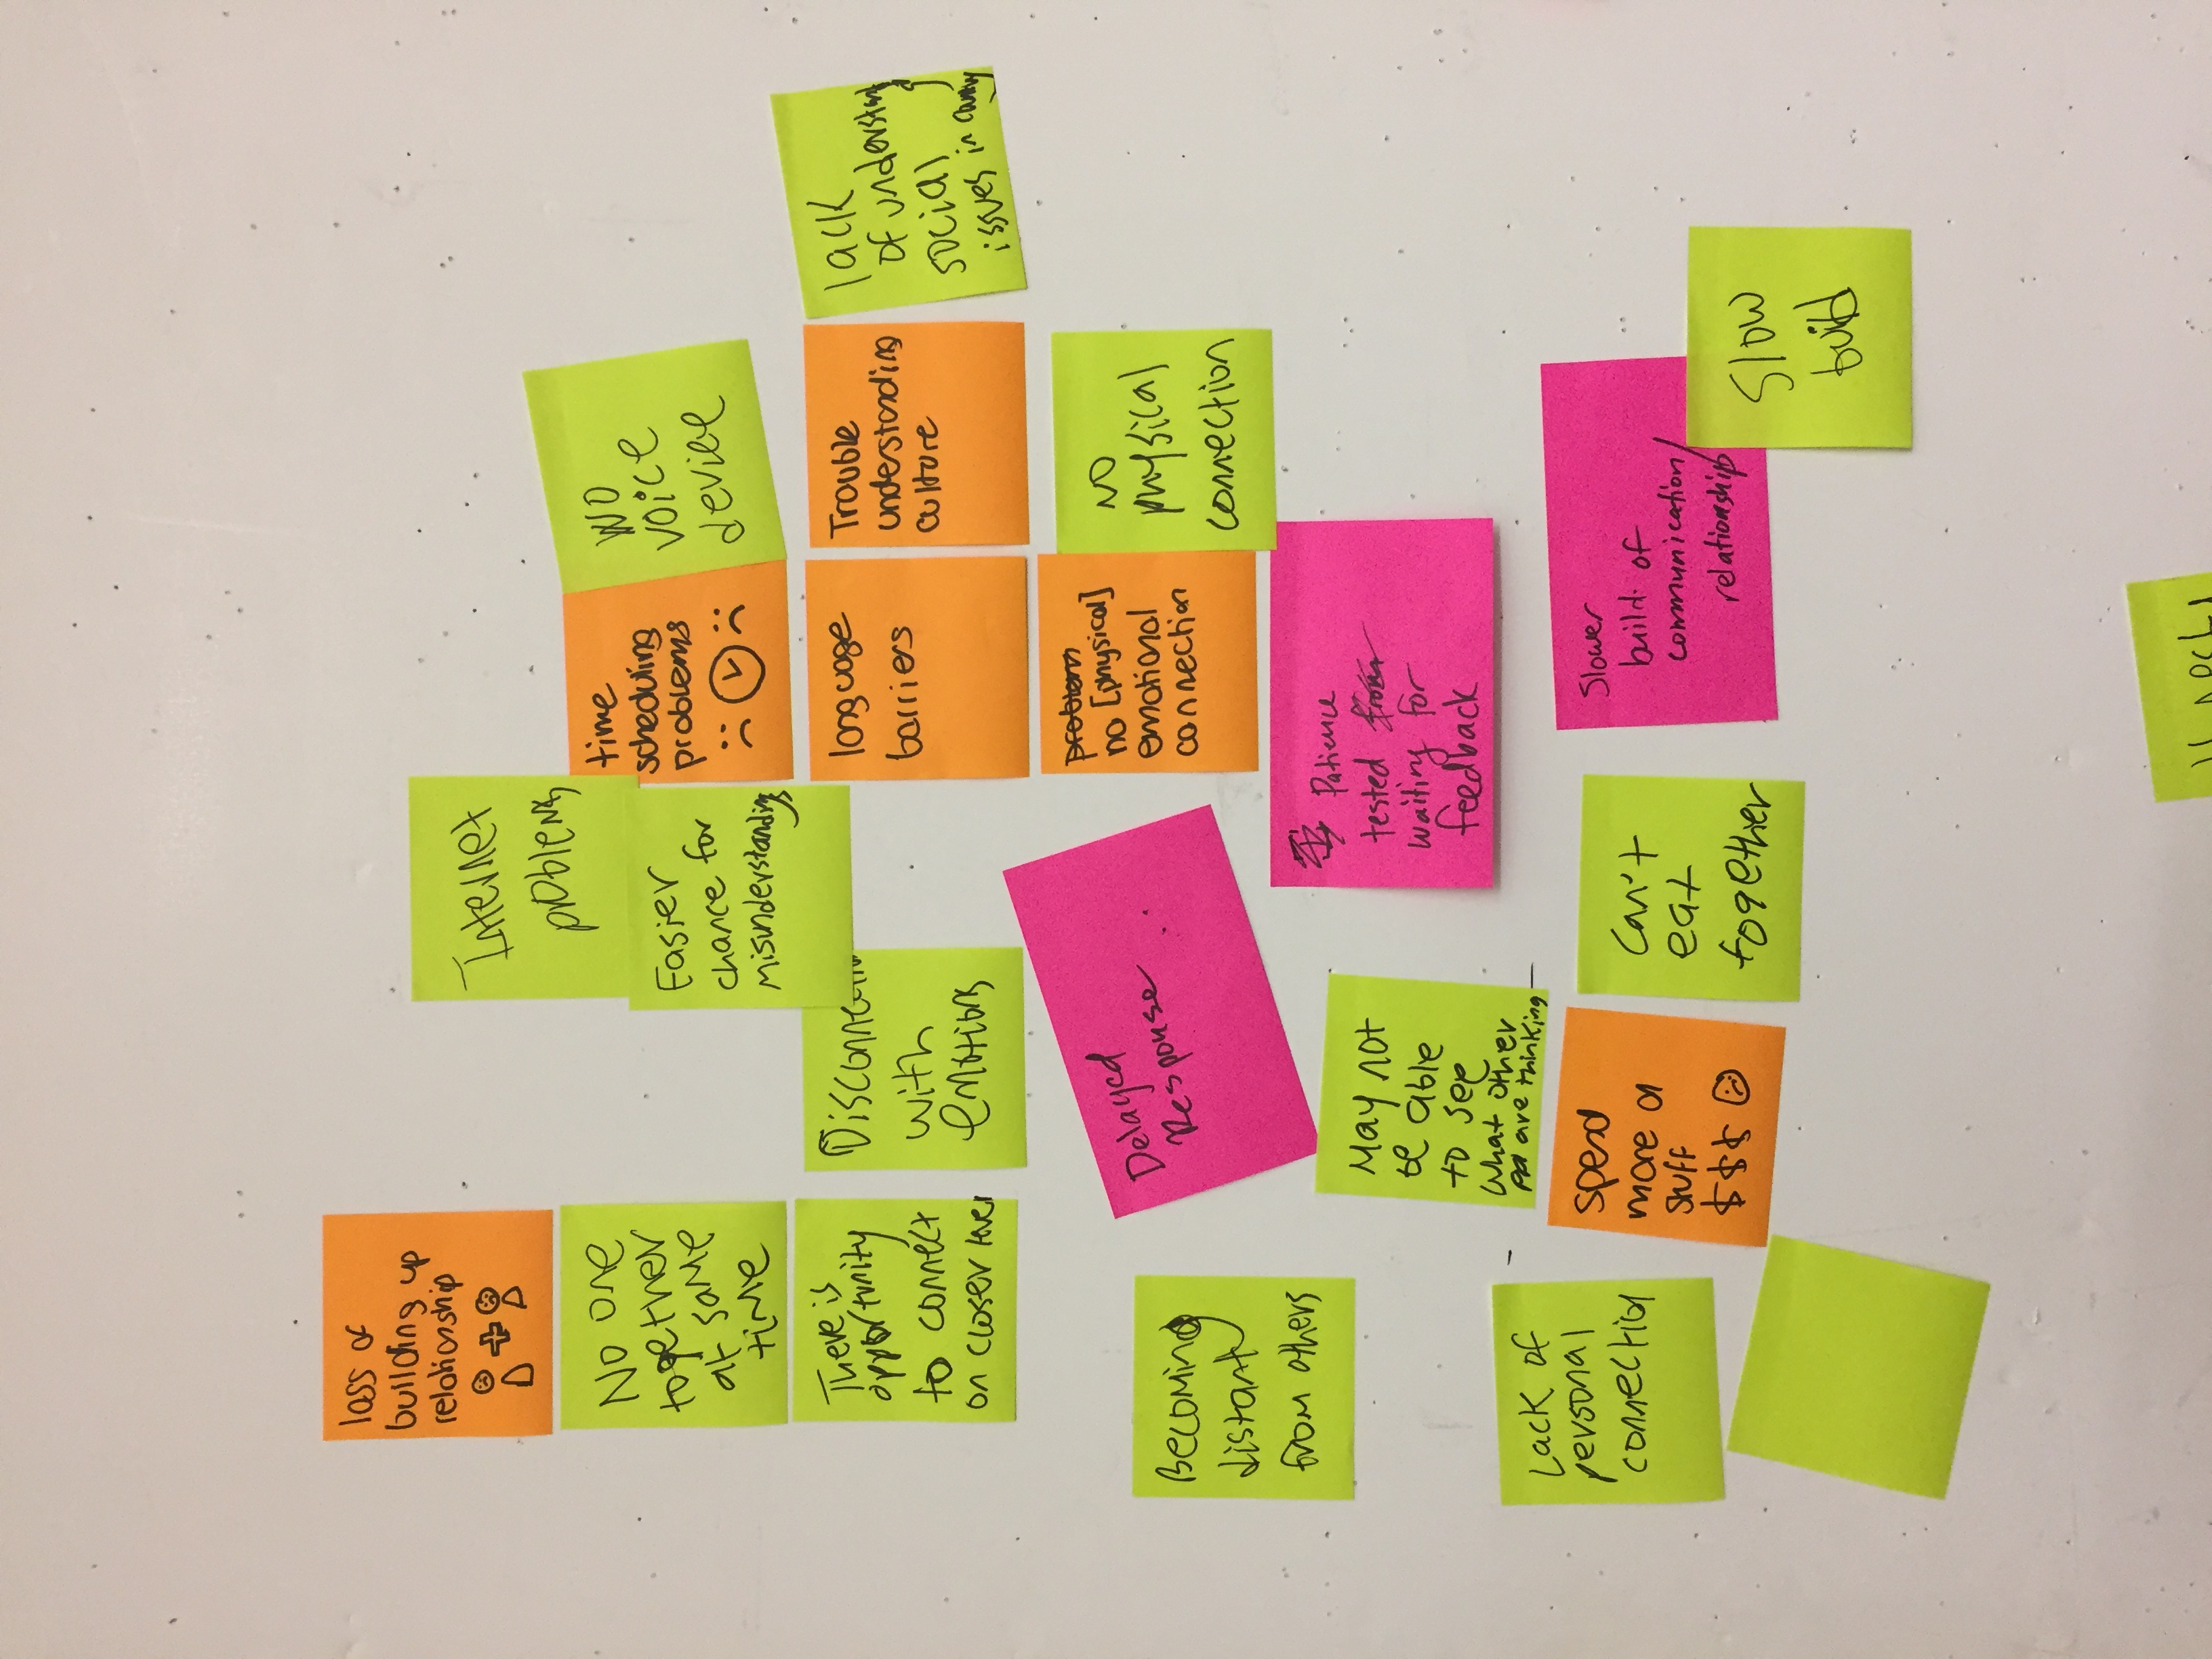 loss of
building up
relationship
No one
together
at same
time
There is
opportunity
to connect
on closer level
Internet
problems
Easier
chance for
misunderstandings
Disconnection
with
emotions
time
scheduling
problems
No
voice
device
language
barriers
Trouble
understanding
culture
lack
of understanding
social
issues in country
problem
no [physical]
emotional
connection
No
physical
connection
Delayed
Response ...
Becoming
distant
from others
May not
be able
to see
what other
ppl are thinking
Patience
tested from
waiting for
feedback
Lack of
personal
connection
spend
more on
stuff
$$$
Can't
eat
together
Slower
build of
communication/
relationship
Slow
build